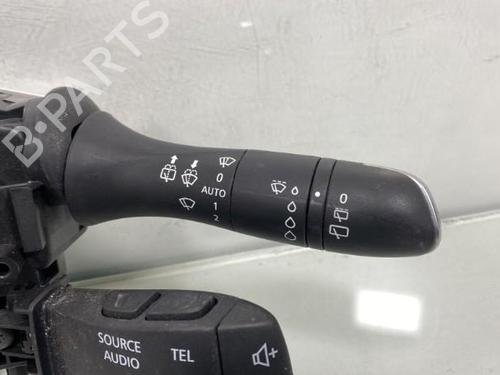 B-PARTS
0
AUTO
1
2
0
SOURCE
AUDIO
TEL